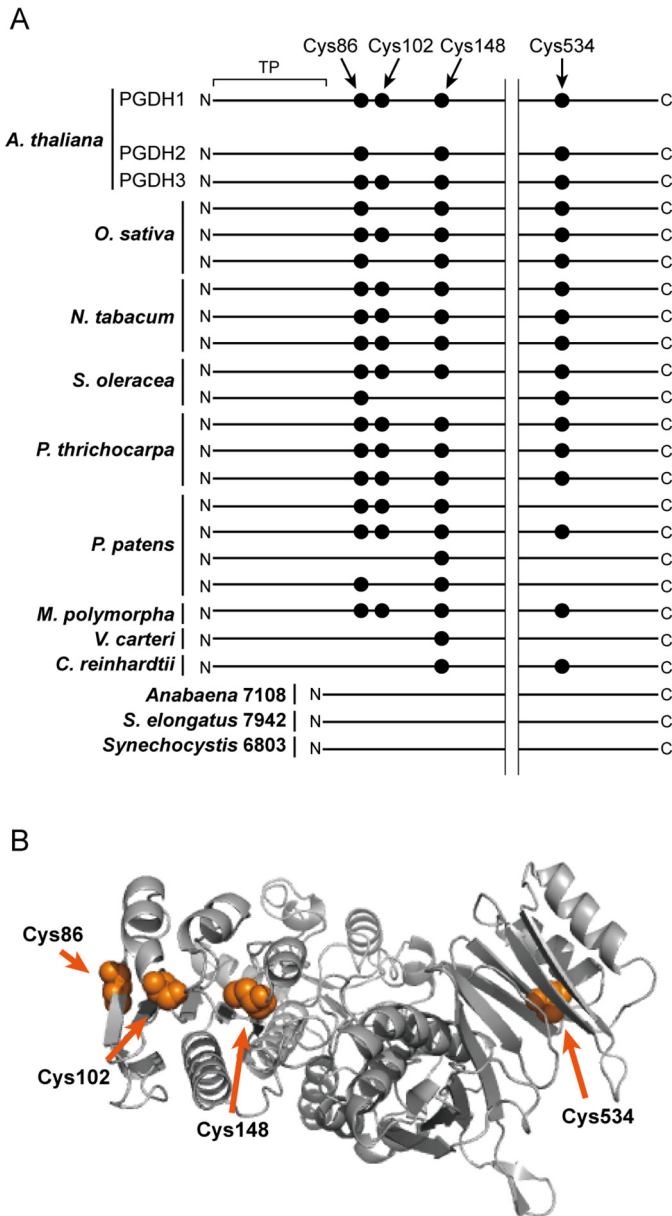 A
Cys86 Cys102 Cys148 Cys534
TP
A. thaliana
PGDH1 N C
PGDH2 N C
PGDH3 N C
O. sativa
N C
N C
N C
N. tabacum
N C
N C
N C
S. oleracea
N C
N C
P. thrichocarpa
N C
N C
N C
P. patens
N C
N C
N C
N C
M. polymorpha N C
V. carteri N C
C. reinhardtii N C
Anabaena 7108 N C
S. elongatus 7942 N C
Synechocystis 6803 N C
B
Cys86
Cys102
Cys148
Cys534